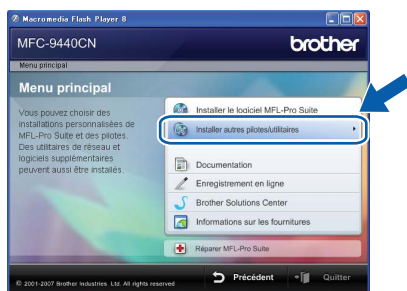 Macromedia Flash Player 8
MFC-9440CN
brother
Menu principal
Menu principal
Vous pouvez choisir des
installations personnalisées de
MFL-Pro Suite et des pilotes.
Des utilitaires de réseau et
logiciels supplémentaires
peuvent aussi être installés.
Installer le logiciel MFL-Pro Suite
Installer autres pilotes/utilitaires
Documentation
Enregistrement en ligne
Brother Solutions Center
Informations sur les fournitures
Réparer MFL-Pro Suite
© 2001-2007 Brother Industries Ltd. All rights reserved
Précédent
Quitter